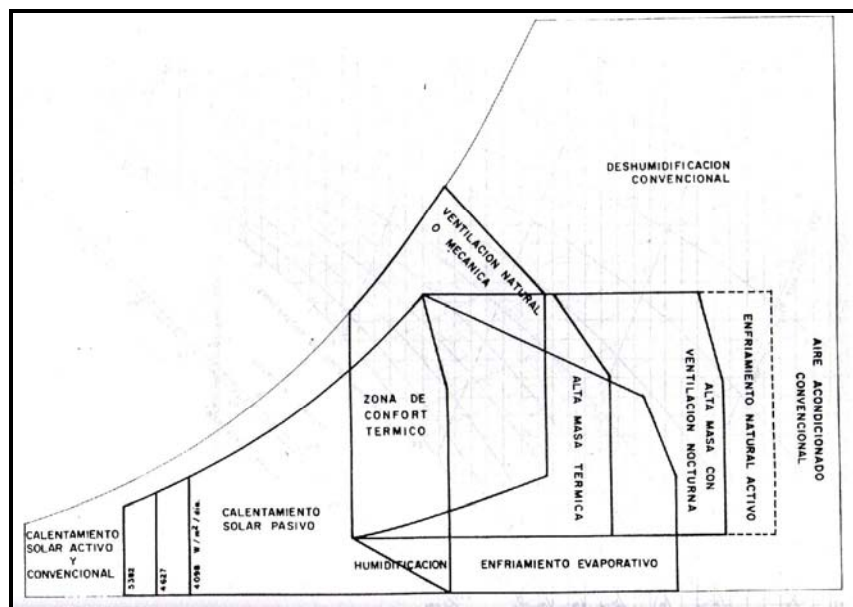 DESHUMIDIFICACION
CONVENCIONAL
VENTILACION NATURAL
O MECANICA
ZONA DE
CONFORT
TERMICO
ALTA MASA TERMICA
ALTA MASA CON
VENTILACION NOCTURNA
ENFRIAMIENTO NATURAL ACTIVO
AIRE ACONDICIONADO
CONVENCIONAL
CALENTAMIENTO
SOLAR PASIVO
CALENTAMIENTO
SOLAR ACTIVO
Y
CONVENCIONAL
5382
4627
4098 W/m²/dia.
HUMIDIFICACION
ENFRIAMIENTO EVAPORATIVO